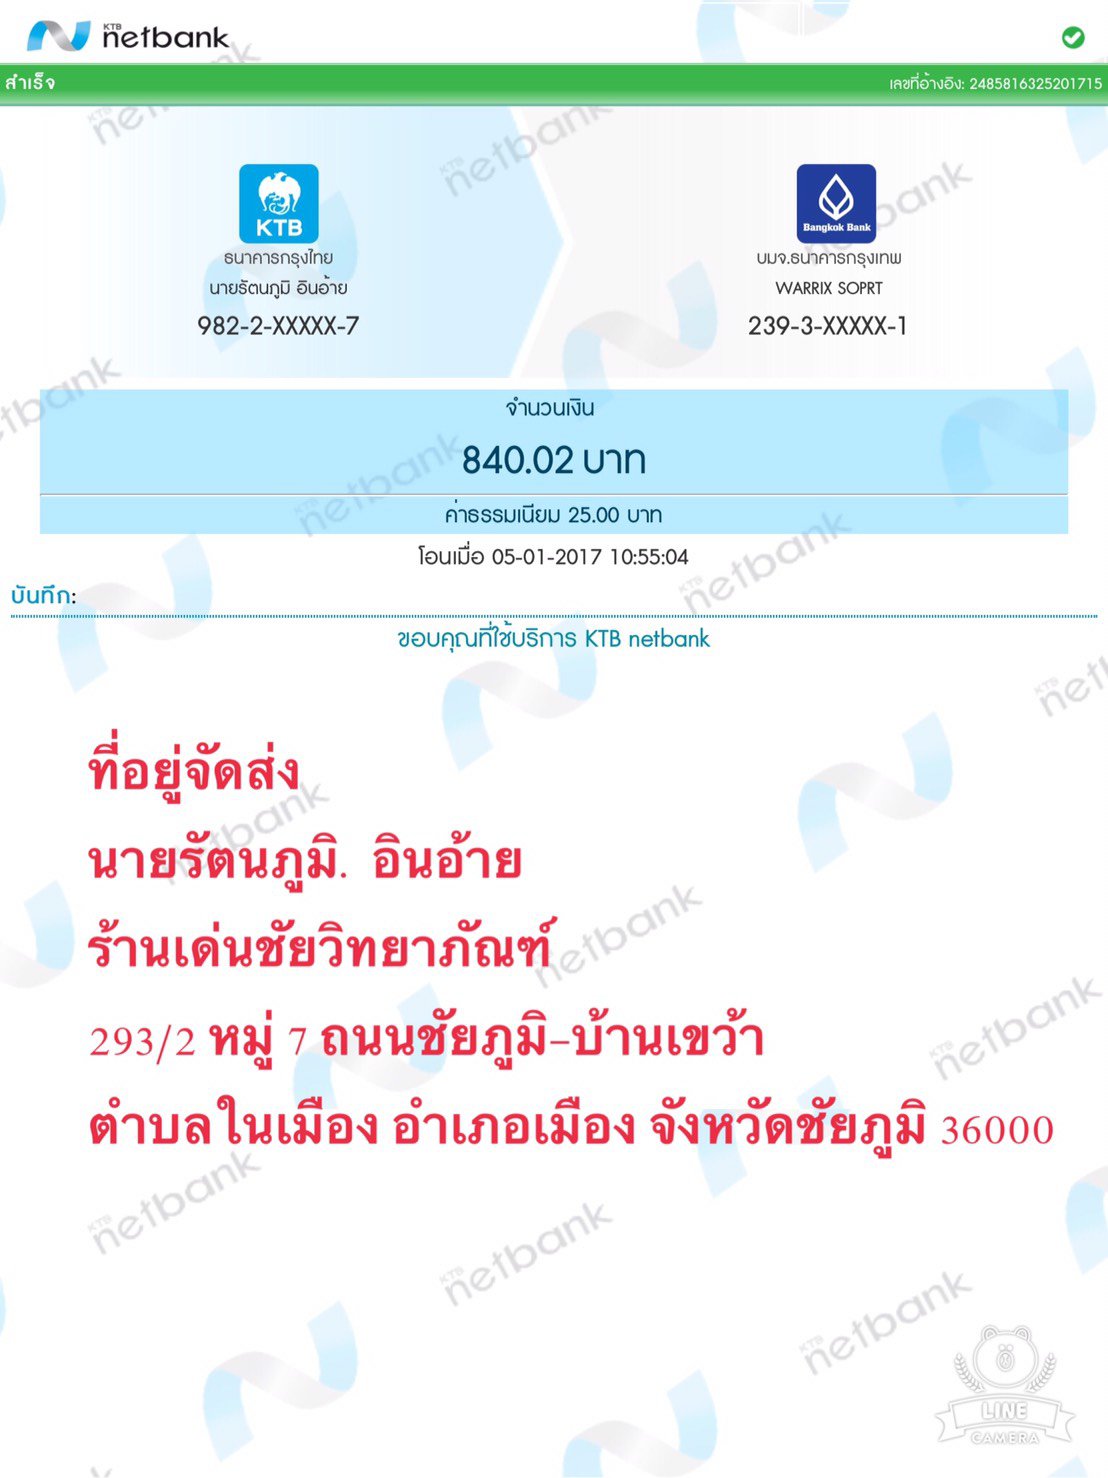 KTB
netbank
สำเร็จ
เลขที่อ้างอิง: 2485816325201715
KTB
Bangkok Bank
ธนาคารกรุงไทย
บมจ.ธนาคารกรุงเทพ
นายรัตนภูมิ อินอ้าย
WARRIX SOPRT
982-2-XXXXX-7
239-3-XXXXX-1
จำนวนเงิน
840.02 บาท
ค่าธรรมเนียม 25.00 บาท
โอนเมื่อ 05-01-2017 10:55:04
บันทึก:
ขอบคุณที่ใช้บริการ KTB netbank
ที่อยู่จัดส่ง
นายรัตนภูมิ. อินอ้าย
ร้านเด่นชัยวิทยาภัณฑ์
293/2 หมู่ 7 ถนนชัยภูมิ-บ้านเขว้า
ตำบลในเมือง อำเภอเมือง จังหวัดชัยภูมิ 36000
LINE
CAMERA